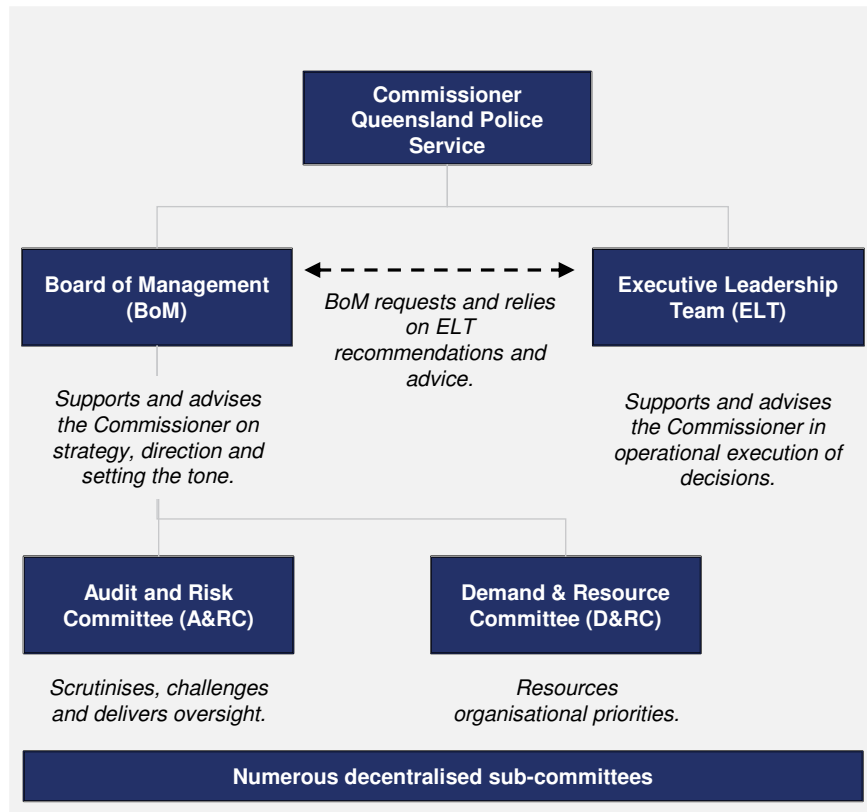 Commissioner
Queensland Police
Service
Board of Management
(BoM)
BoM requests and relies
on ELT
recommendations and
advice.
Executive Leadership
Team (ELT)
Supports and advises
the Commissioner on
strategy, direction and
setting the tone.
Supports and advises
the Commissioner in
operational execution of
decisions.
Audit and Risk
Committee (A&RC)
Demand & Resource
Committee (D&RC)
Scrutinises, challenges
and delivers oversight.
Resources
organisational priorities.
Numerous decentralised sub-committees